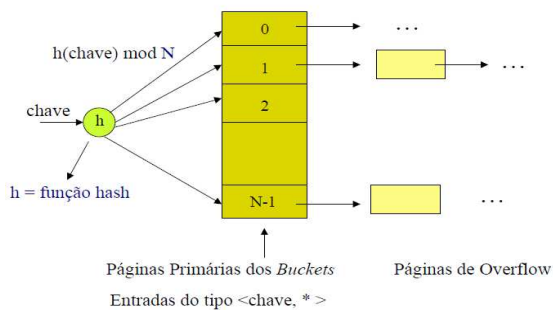 h(chave) mod N
chave
h
h = função hash
0
1
2
N-1
...
...
...
Páginas Primárias dos Buckets
Entradas do tipo <chave, * >
Páginas de Overflow